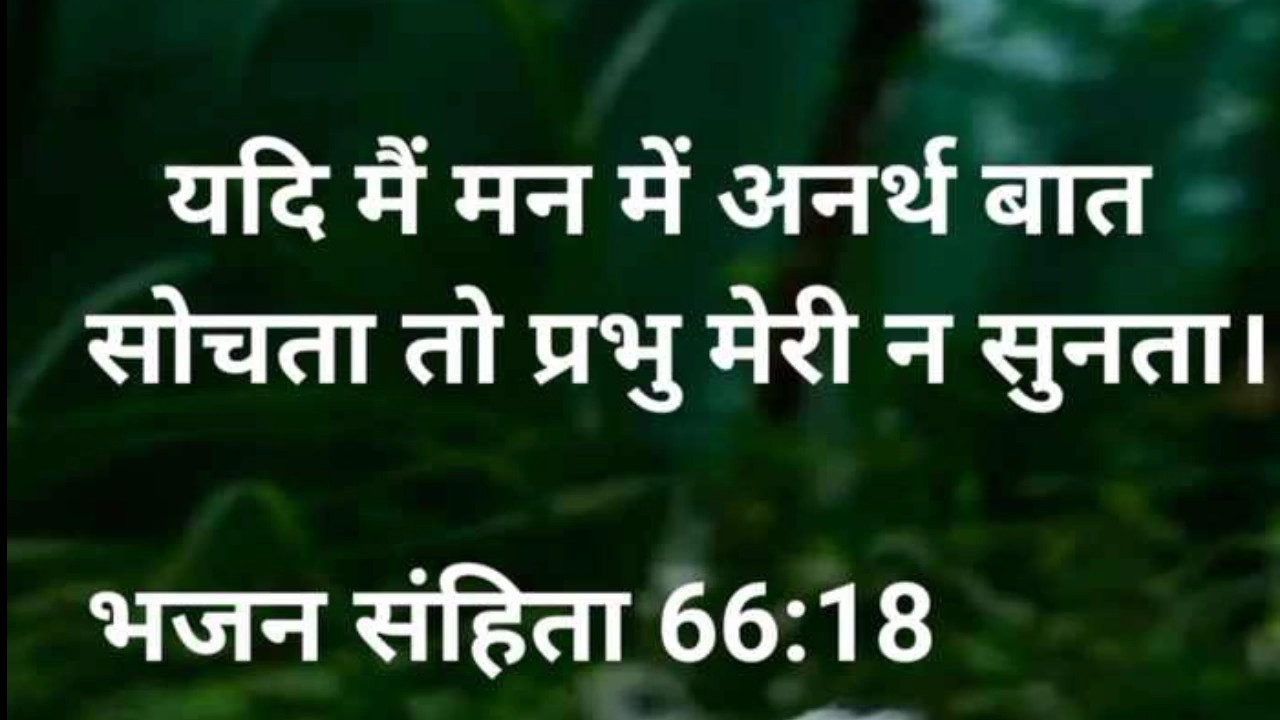 यदि मैं मन में अनर्थ बात
सोचता तो प्रभु मेरी न सुनता।
भजन संहिता 66:18